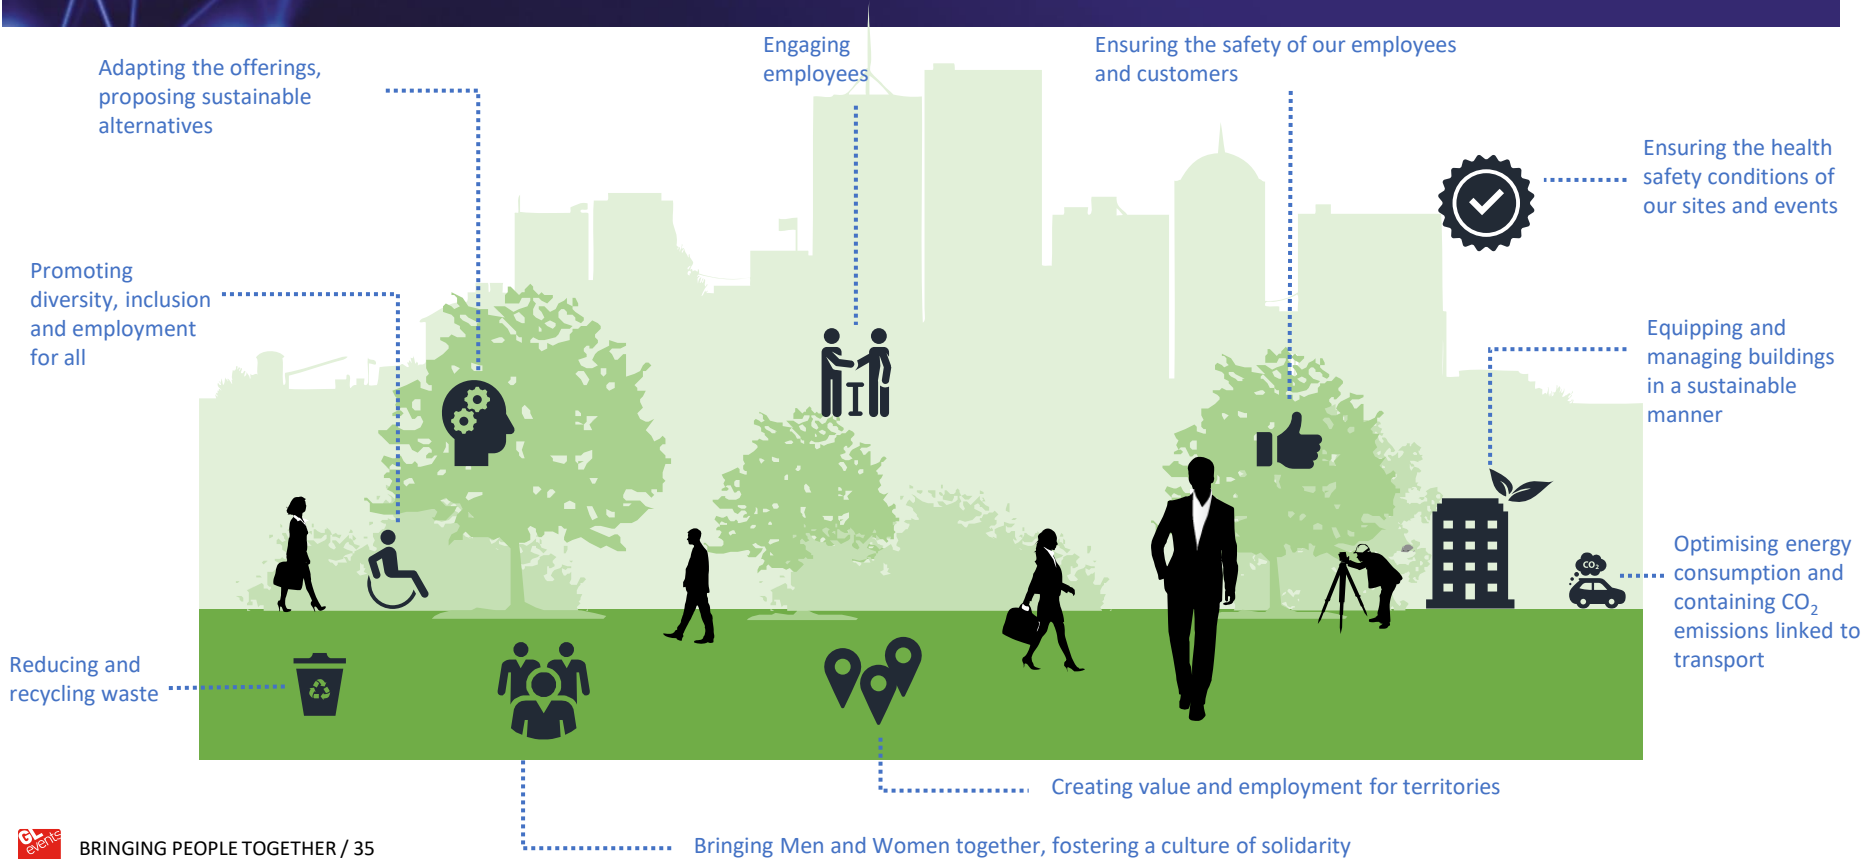 Engaging
employees
Ensuring the safety of our employees
and customers
Adapting the offerings,
proposing sustainable
alternatives
Ensuring the health
safety conditions of
our sites and events
Promoting
diversity, inclusion
and employment
for all
Equipping and
managing buildings
in a sustainable
manner
Optimising energy
consumption and
containing CO₂
emissions linked to
transport
CO₂
Reducing and
recycling waste
Creating value and employment for territories
Bringing Men and Women together, fostering a culture of solidarity
GL
events
BRINGING PEOPLE TOGETHER / 35